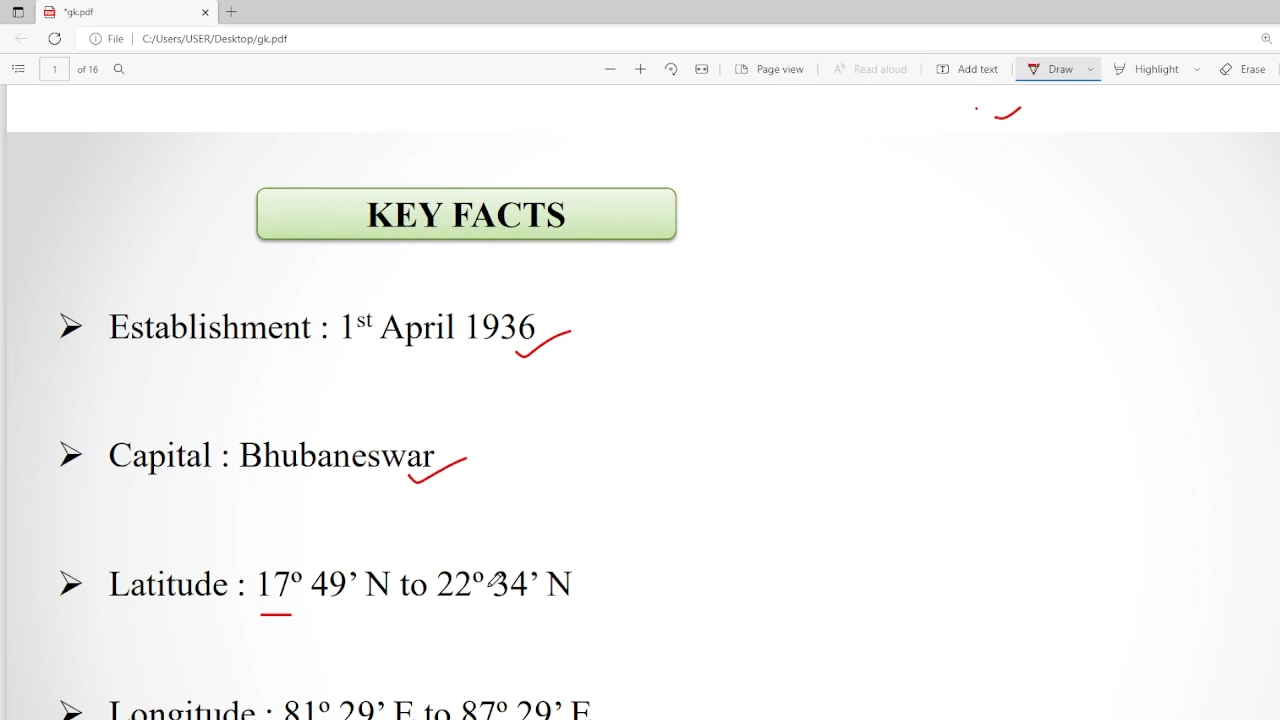 *gk.pdf
File
C:/Users/USER/Desktop/gk.pdf
1 of 16 Page view Read aloud Add text Draw Highlight Erase
KEY FACTS
Establishment : 1st April 1936
Capital : Bhubaneswar
Latitude : 17º 49’ N to 22º 34’ N
Longitude : 81º 29’ E to 87º 29’ E